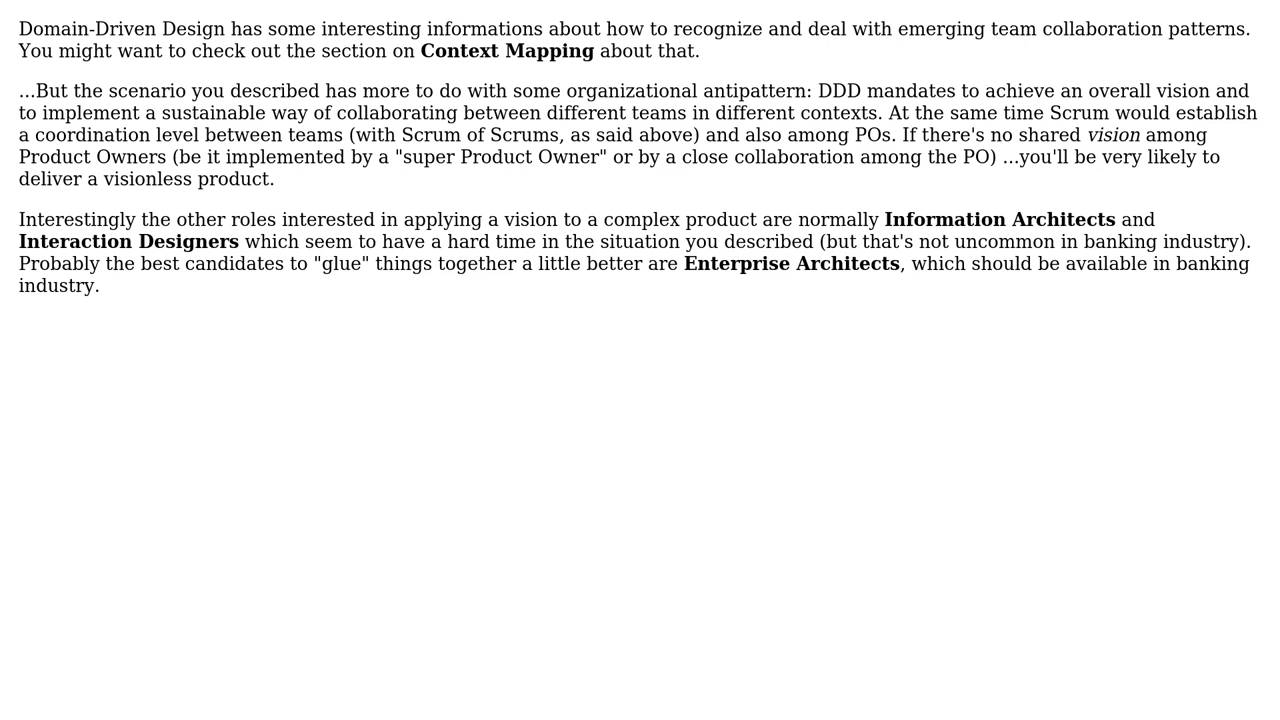 Domain-Driven Design has some interesting informations about how to recognize and deal with emerging team collaboration patterns.
You might want to check out the section on Context Mapping about that.
...But the scenario you described has more to do with some organizational antipattern: DDD mandates to achieve an overall vision and
to implement a sustainable way of collaborating between different teams in different contexts. At the same time Scrum would establish
a coordination level between teams (with Scrum of Scrums, as said above) and also among POs. If there's no shared vision among
Product Owners (be it implemented by a "super Product Owner" or by a close collaboration among the PO) ...you'll be very likely to
deliver a visionless product.
Interestingly the other roles interested in applying a vision to a complex product are normally Information Architects and
Interaction Designers which seem to have a hard time in the situation you described (but that's not uncommon in banking industry).
Probably the best candidates to "glue" things together a little better are Enterprise Architects, which should be available in banking
industry.